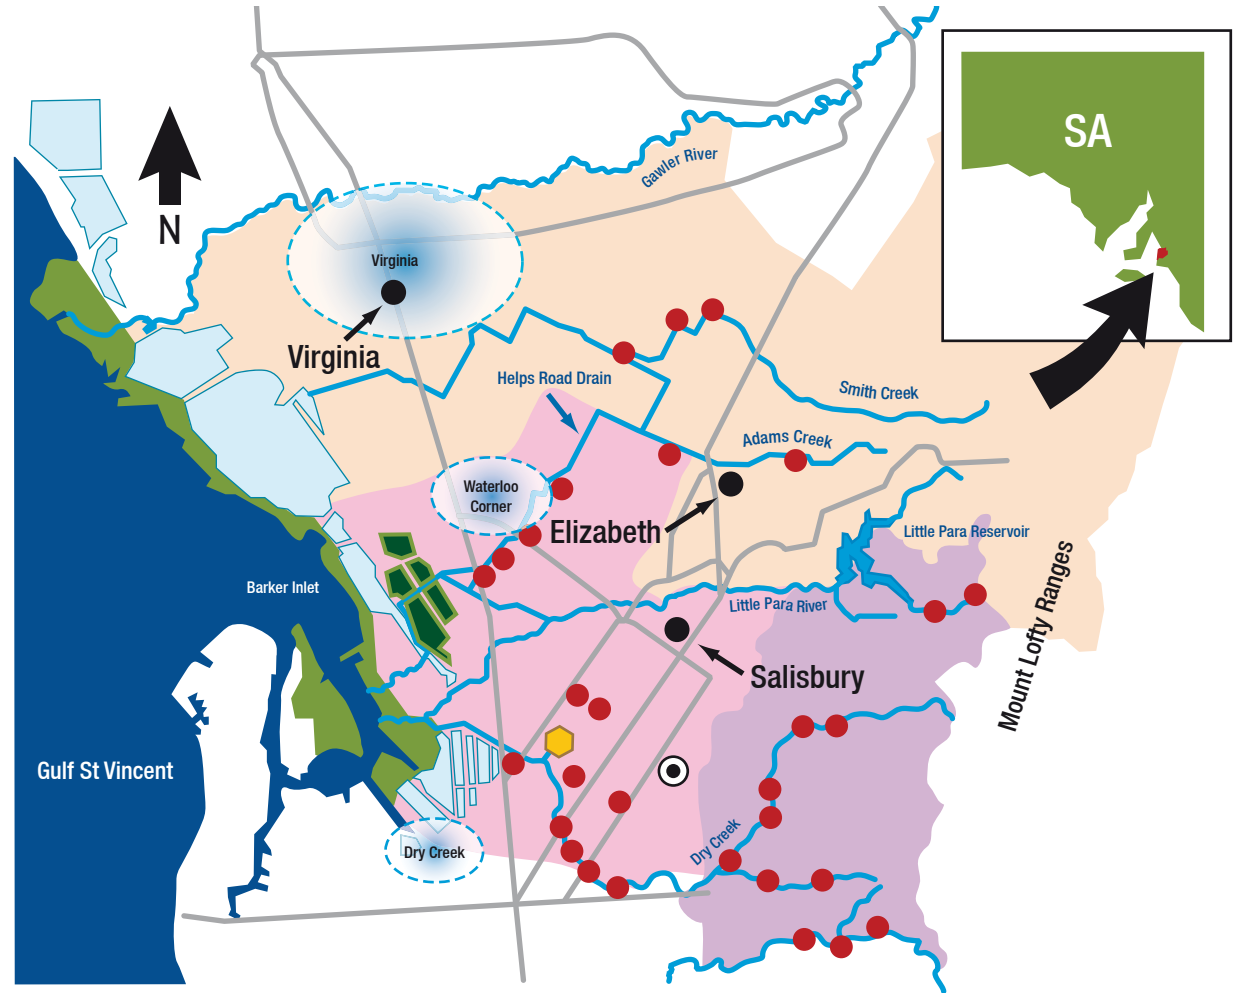 SA
Gawler River
N
Virginia
Virginia
Helps Road Drain
Smith Creek
Adams Creek
Waterloo
Corner
Elizabeth
Little Para Reservoir
Barker Inlet
Little Para River
Mount Lofty Ranges
Salisbury
Gulf St Vincent
Dry Creek
Dry Creek